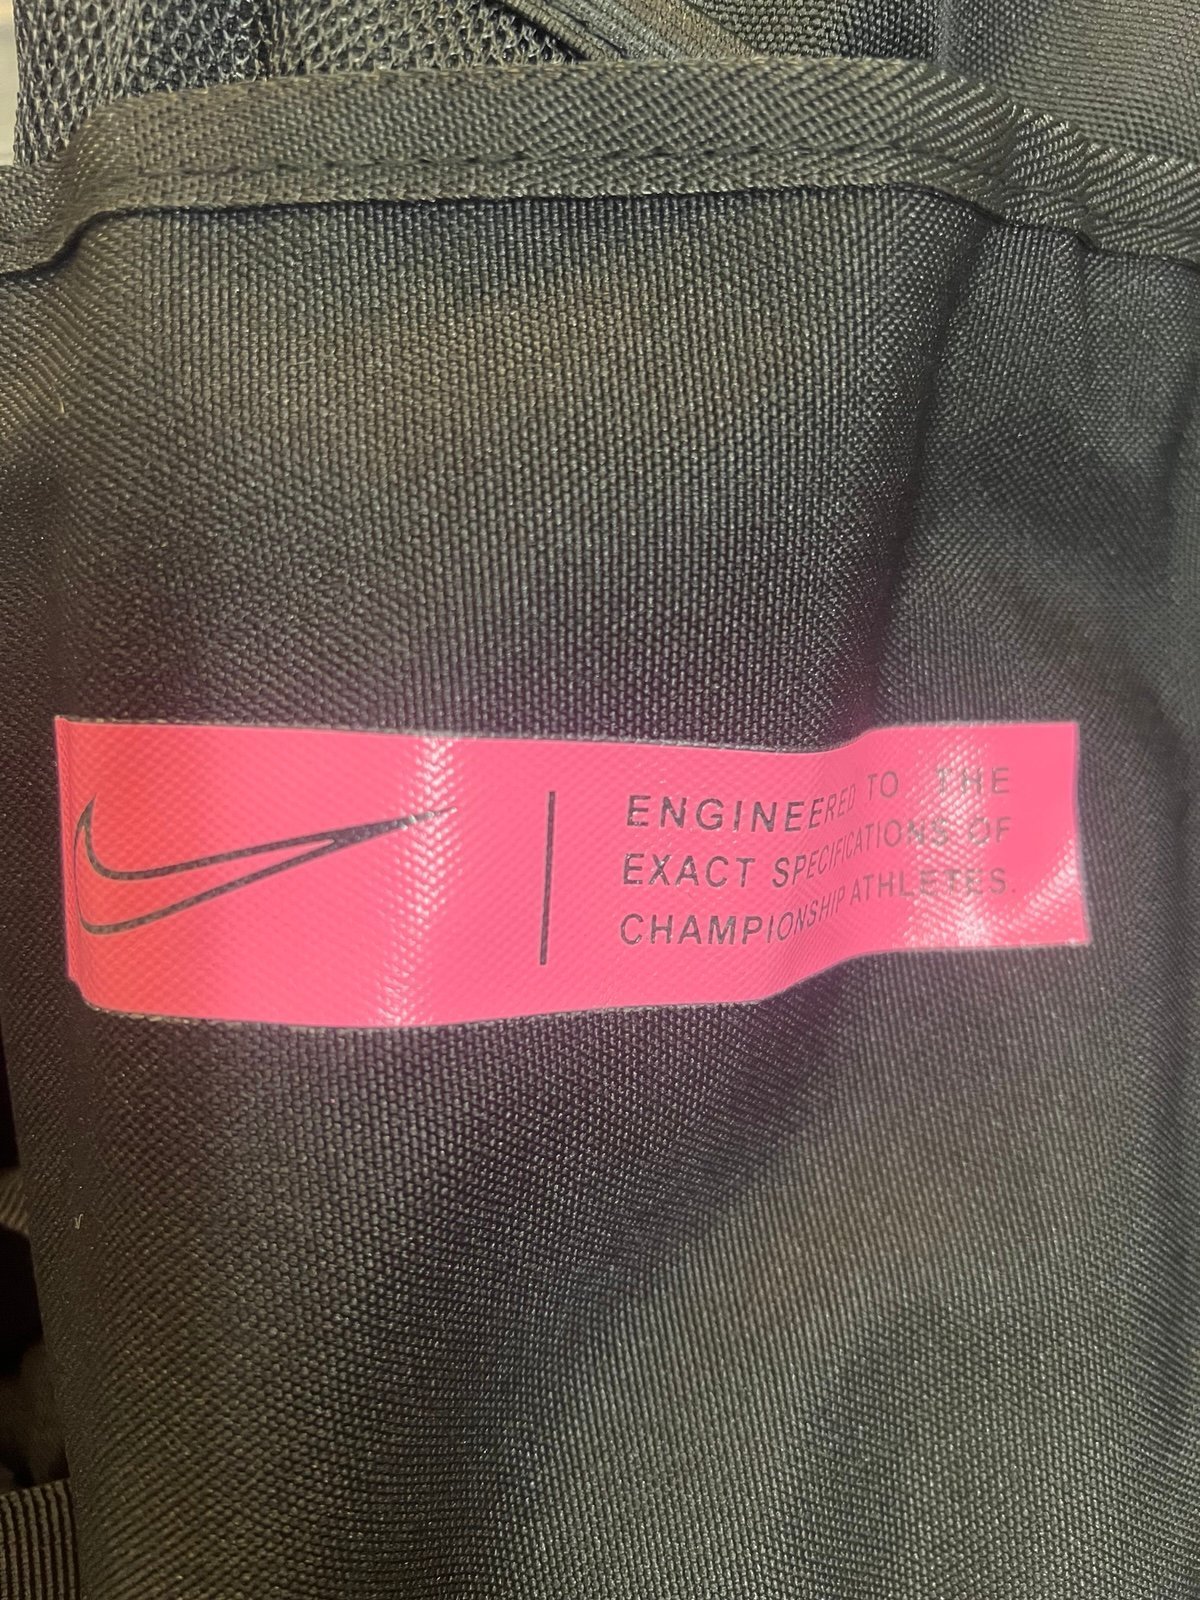 ENGINEERED TO THE
EXACT SPECIFICATIONS OF
CHAMPIONSHIP ATHLETES.